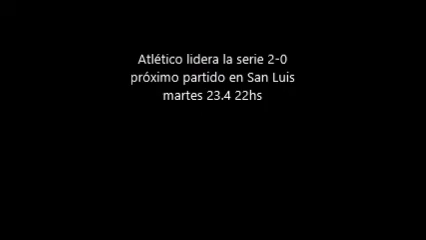 Atlético lidera la serie 2-0
próximo partido en San Luis
martes 23.4 22hs